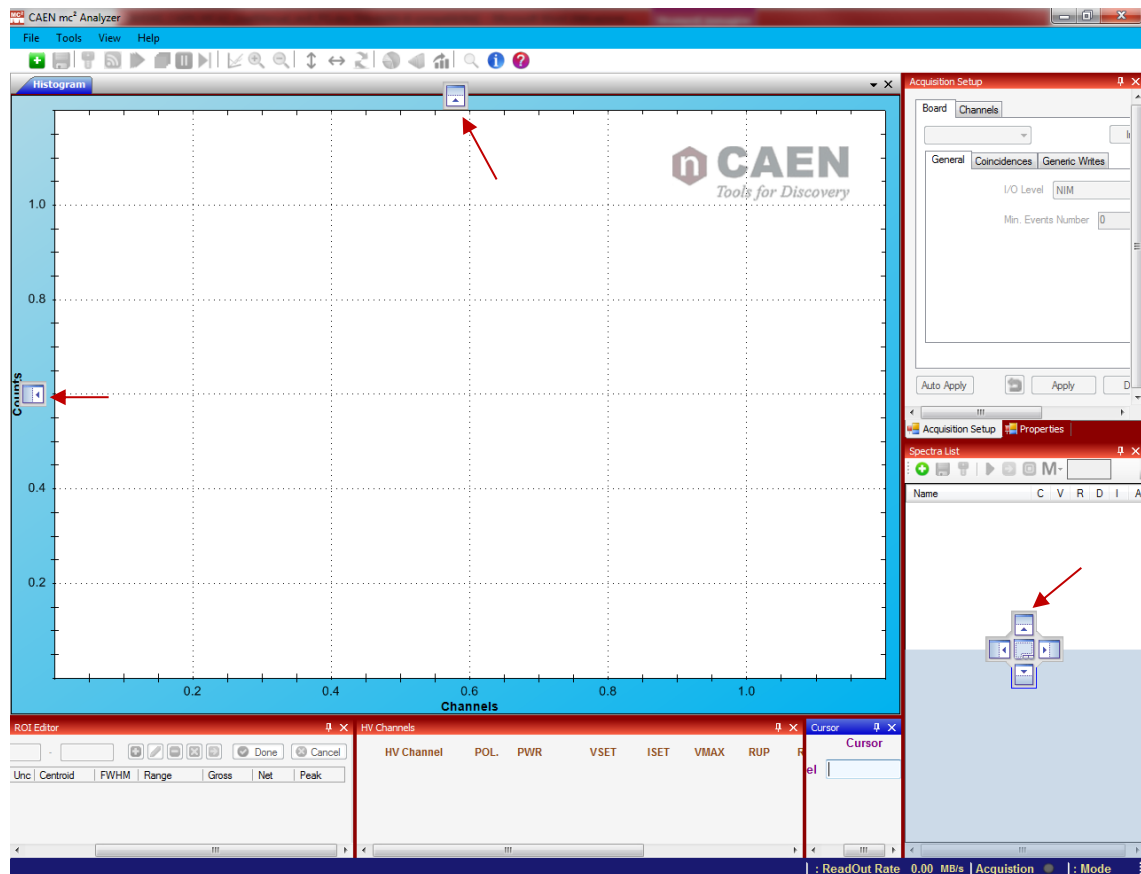 CAEN mc² Analyzer
File Tools View Help
Histogram
Acquisition Setup
Board Channels
General Coincidences Generic Writes
I/O Level NIM
Min. Events Number 0
Auto Apply Apply D
Acquisition Setup Properties
n CAEN
Tools for Discovery
1.0
0.8
Counts
0.4
0.2
0.2 0.4 0.6 0.8 1.0
Channels
Spectra List
M
Name C V R D I A
ROI Editor
- Done Cancel
Unc Centroid FWHM Range Gross Net Peak
HV Channels
HV Channel POL. PWR VSET ISET VMAX RUP R
Cursor
Cursor
el
: ReadOut Rate 0.00 MB/s Acquistion : Mode